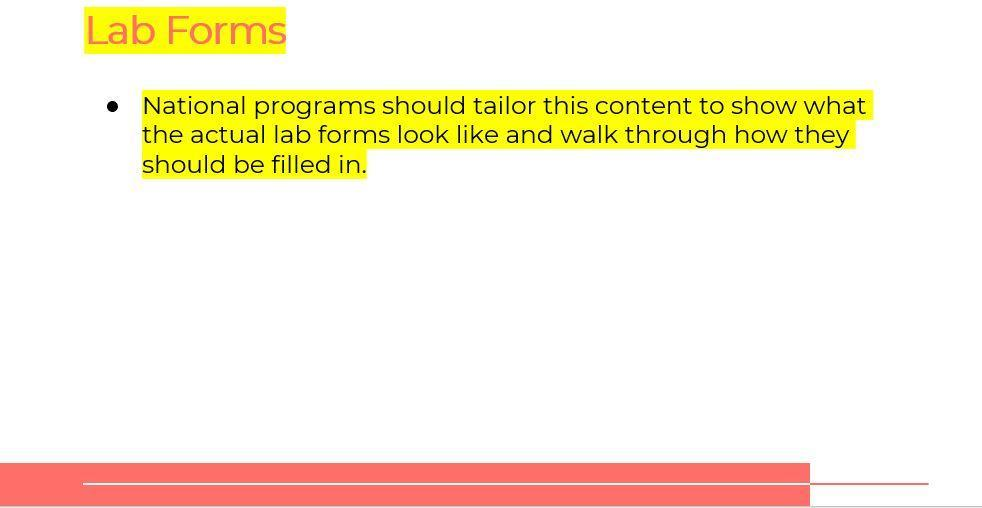 Lab Forms
● National programs should tailor this content to show what
the actual lab forms look like and walk through how they
should be filled in.